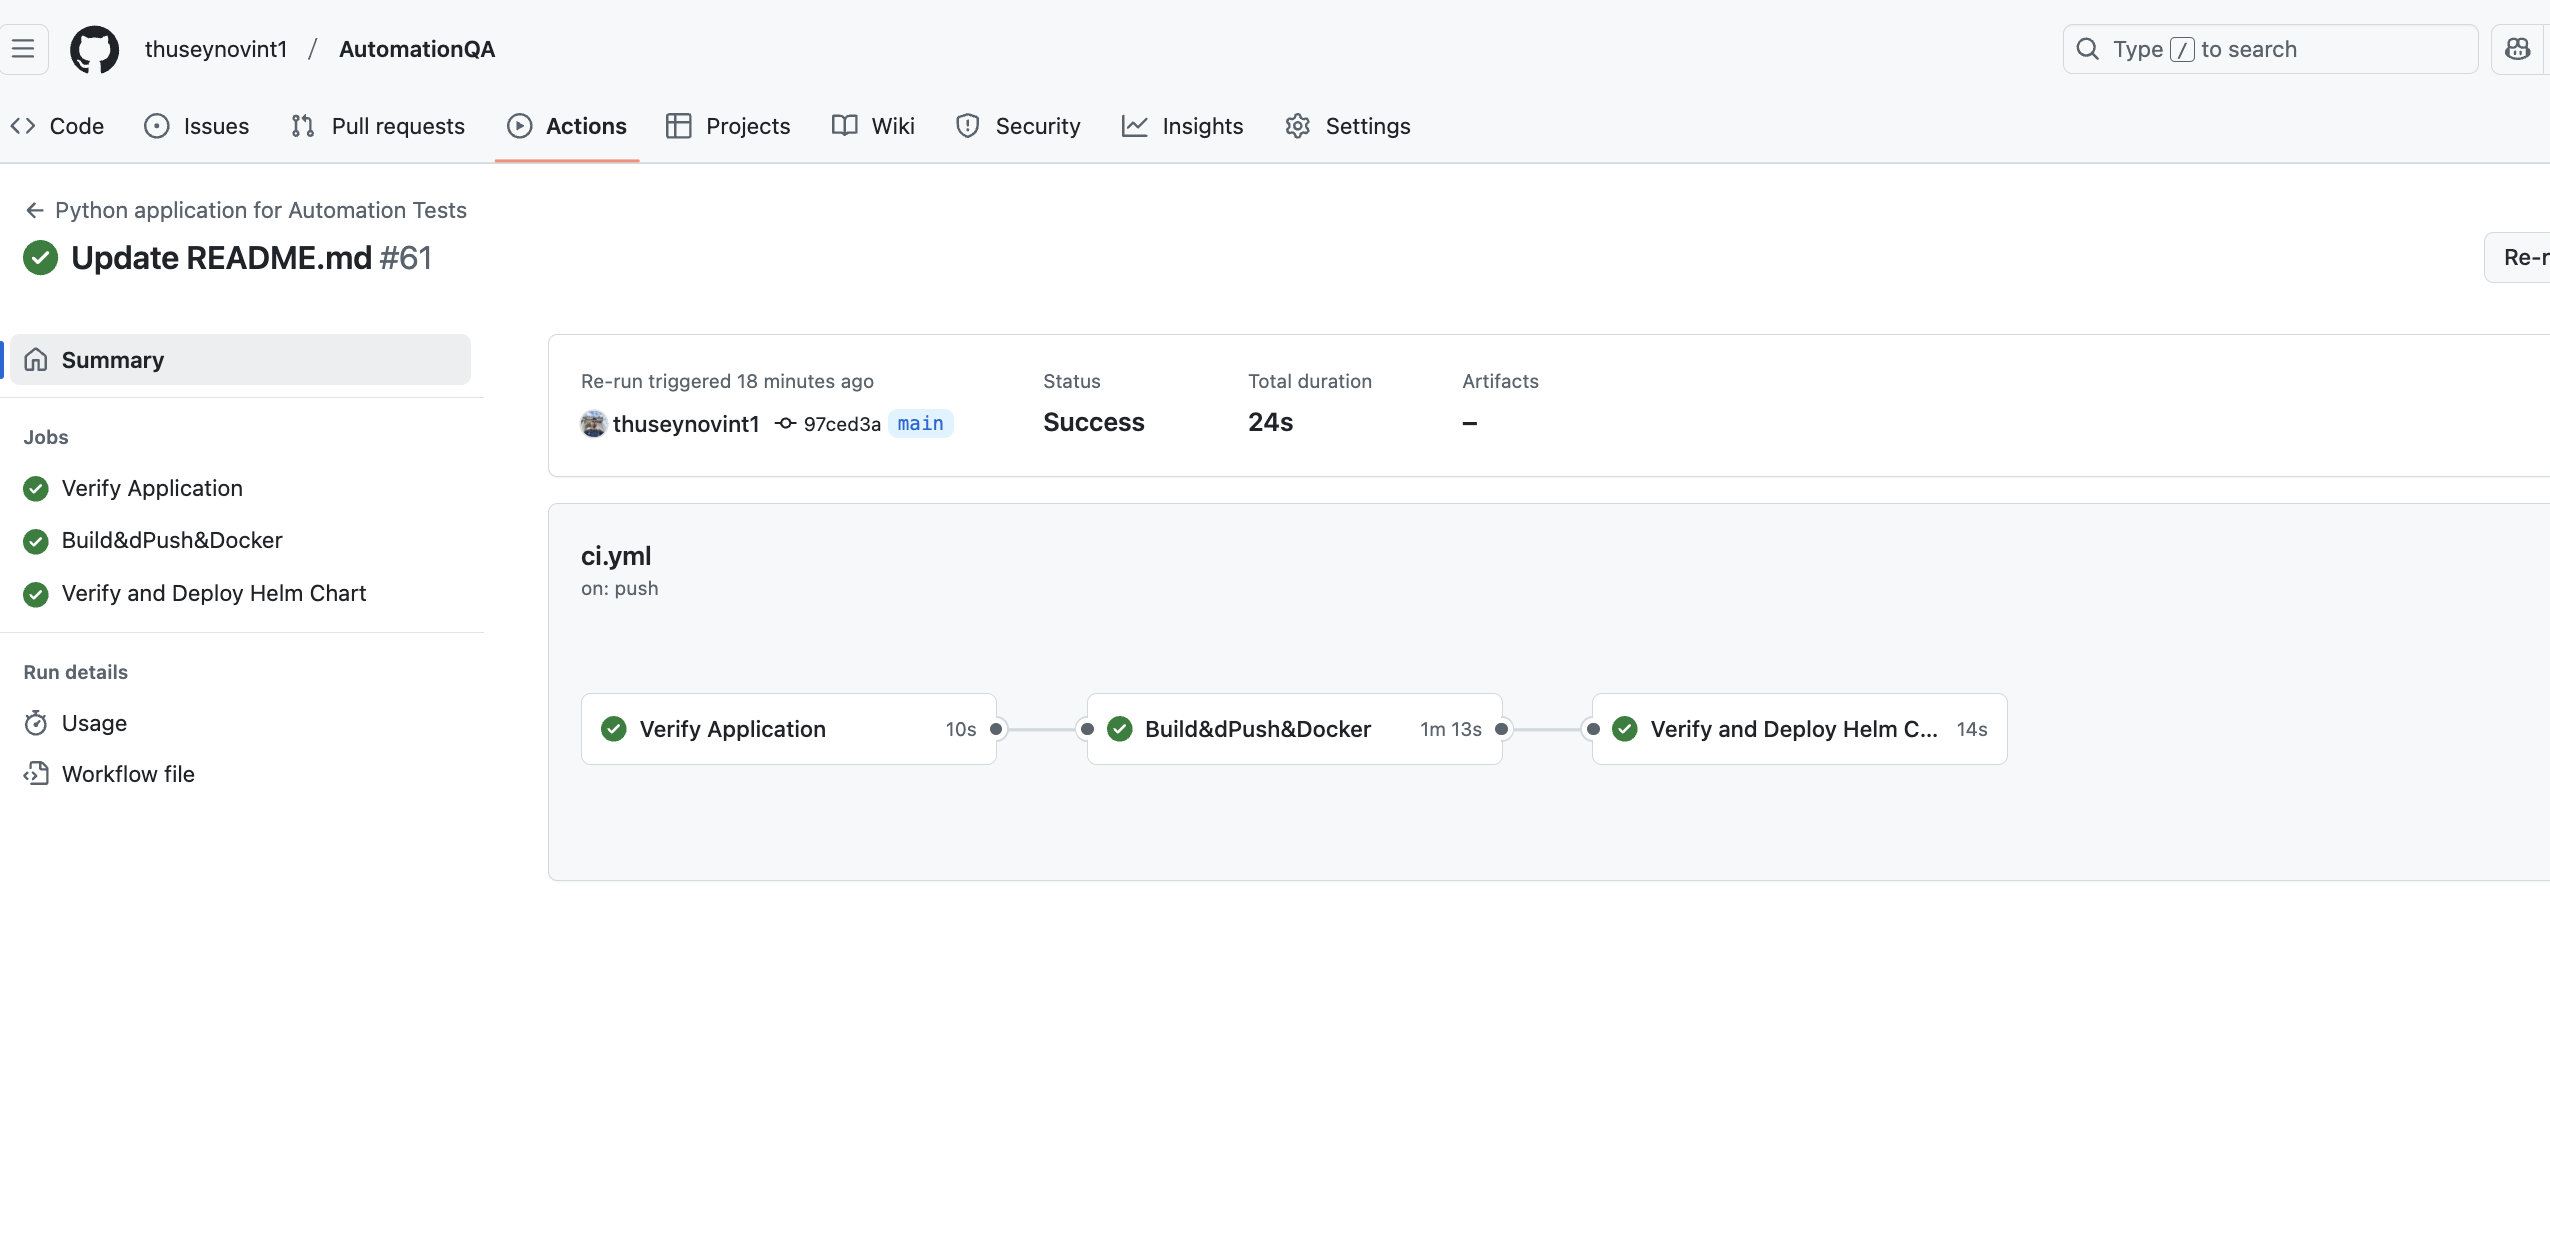 thuseynovint1 / AutomationQA
Type / to search
Code Issues Pull requests Actions Projects Wiki Security Insights Settings
Python application for Automation Tests
Update README.md #61
Re-r
Summary
Jobs
Verify Application
Build&dPush&Docker
Verify and Deploy Helm Chart
Run details
Usage
Workflow file
Re-run triggered 18 minutes ago
thuseynovint1 97ced3a main
Status
Success
Total duration
24s
Artifacts
–
ci.yml
on: push
Verify Application 10s
Build&dPush&Docker 1m 13s
Verify and Deploy Helm C... 14s